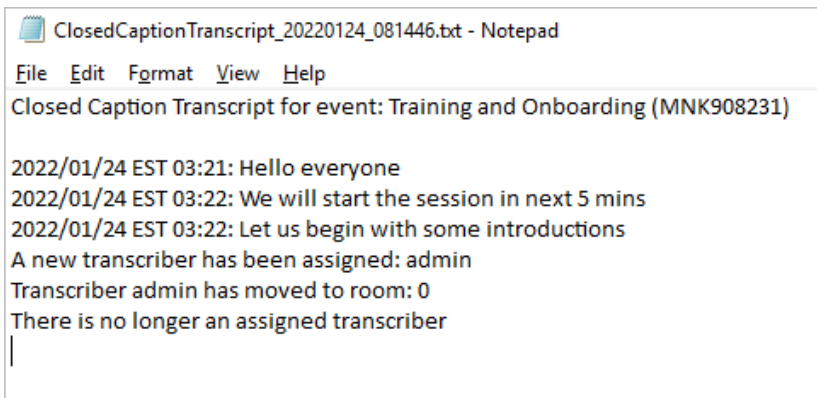 ClosedCaptionTranscript_20220124_081446.txt - Notepad
File Edit Format View Help
Closed Caption Transcript for event: Training and Onboarding (MNK908231)
2022/01/24 EST 03:21: Hello everyone
2022/01/24 EST 03:22: We will start the session in next 5 mins
2022/01/24 EST 03:22: Let us begin with some introductions
A new transcriber has been assigned: admin
Transcriber admin has moved to room: 0
There is no longer an assigned transcriber